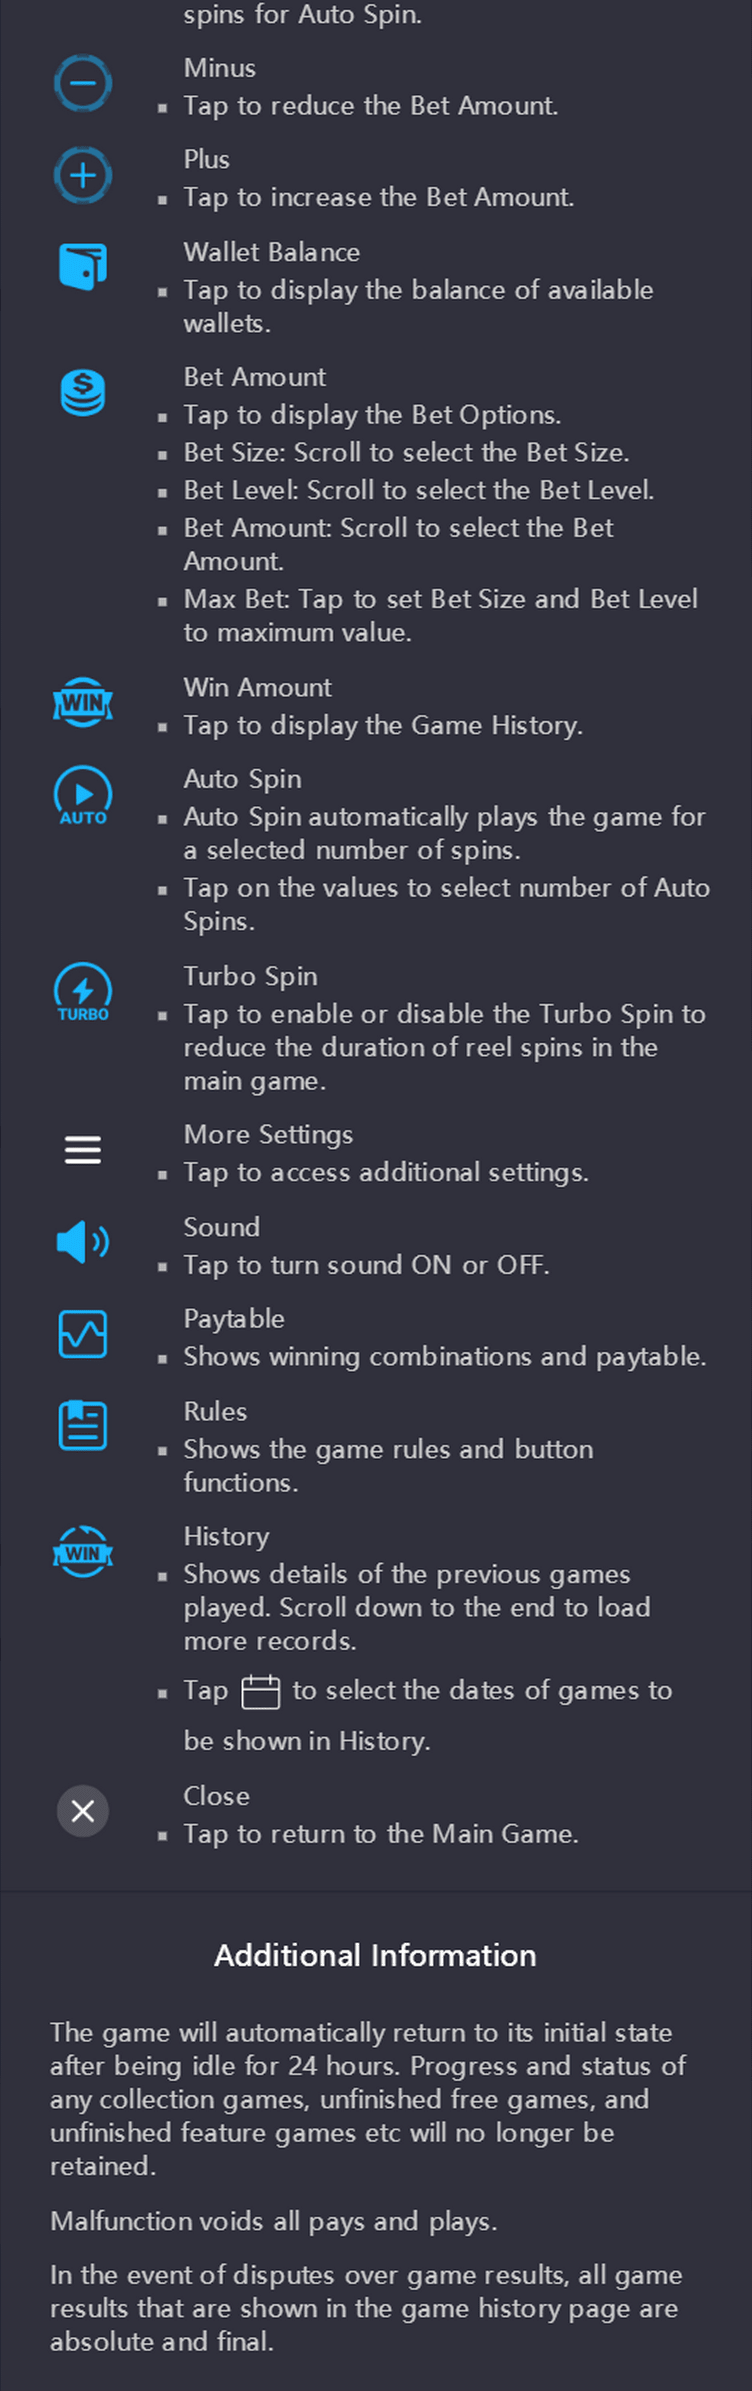 spins for Auto Spin.
Minus
▪ Tap to reduce the Bet Amount.
Plus
▪ Tap to increase the Bet Amount.
Wallet Balance
▪ Tap to display the balance of available
wallets.
Bet Amount
▪ Tap to display the Bet Options.
▪ Bet Size: Scroll to select the Bet Size.
▪ Bet Level: Scroll to select the Bet Level.
▪ Bet Amount: Scroll to select the Bet
Amount.
▪ Max Bet: Tap to set Bet Size and Bet Level
to maximum value.
WIN
Win Amount
▪ Tap to display the Game History.
AUTO
Auto Spin
▪ Auto Spin automatically plays the game for
a selected number of spins.
▪ Tap on the values to select number of Auto
Spins.
TURBO
Turbo Spin
▪ Tap to enable or disable the Turbo Spin to
reduce the duration of reel spins in the
main game.
More Settings
▪ Tap to access additional settings.
Sound
▪ Tap to turn sound ON or OFF.
Paytable
▪ Shows winning combinations and paytable.
Rules
▪ Shows the game rules and button
functions.
WIN
History
▪ Shows details of the previous games
played. Scroll down to the end to load
more records.
▪ Tap to select the dates of games to
be shown in History.
Close
▪ Tap to return to the Main Game.
Additional Information
The game will automatically return to its initial state
after being idle for 24 hours. Progress and status of
any collection games, unfinished free games, and
unfinished feature games etc will no longer be
retained.
Malfunction voids all pays and plays.
In the event of disputes over game results, all game
results that are shown in the game history page are
absolute and final.